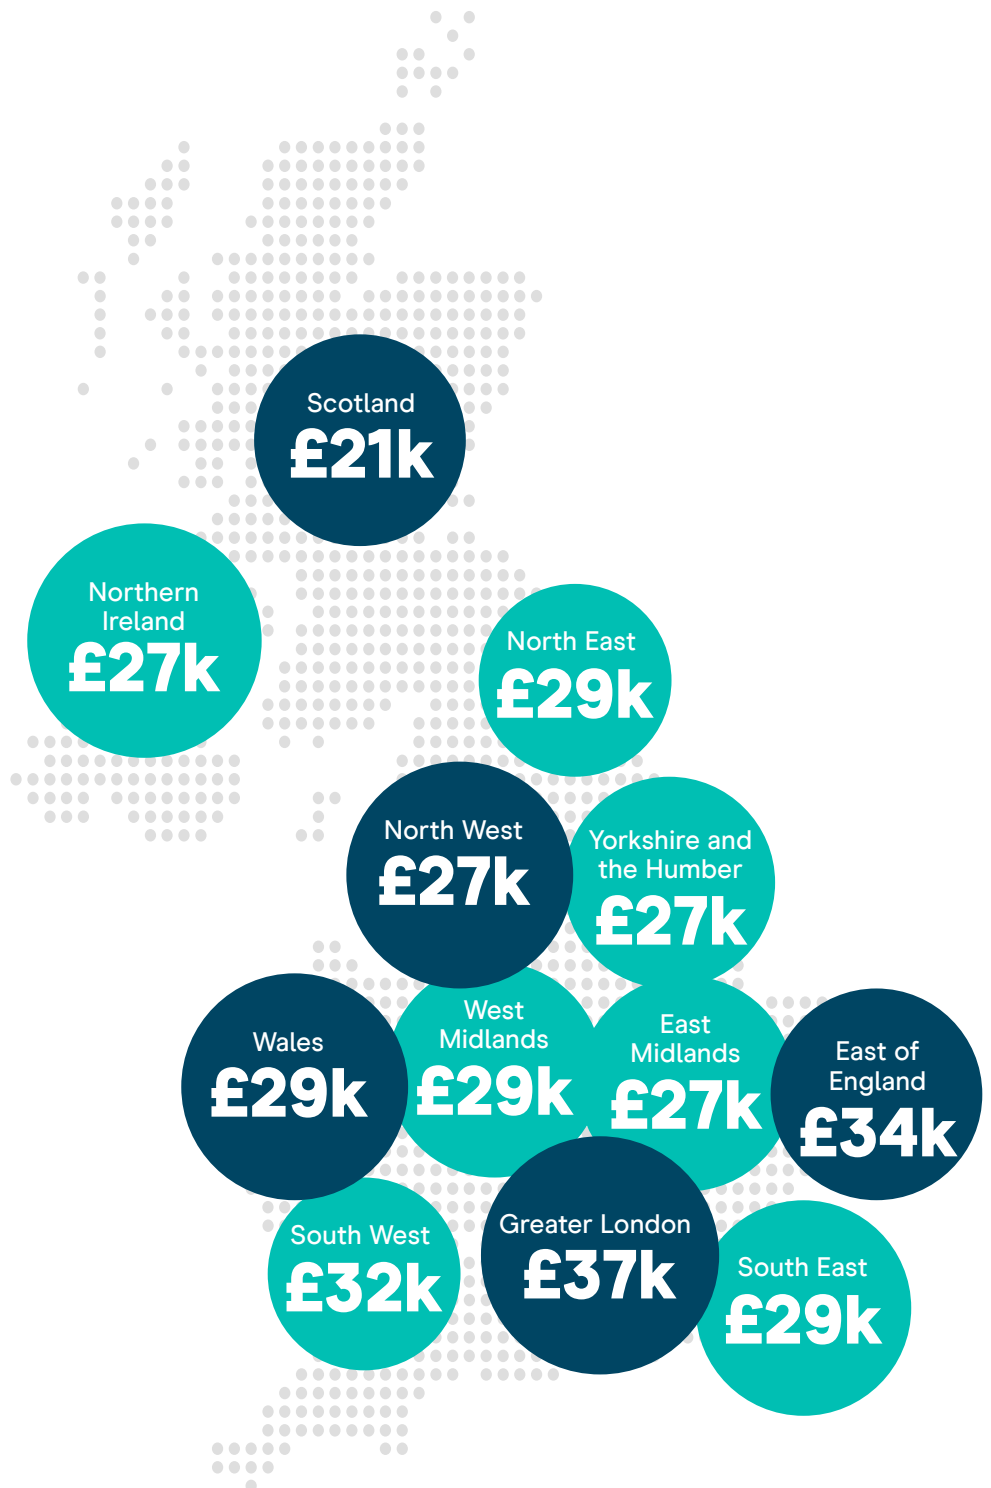 Scotland
£21k
Northern
Ireland
£27k
North East
£29k
North West
£27k
Yorkshire and
the Humber
£27k
Wales
£29k
West
Midlands
£29k
East
Midlands
£27k
East of
England
£34k
South West
£32k
Greater London
£37k
South East
£29k